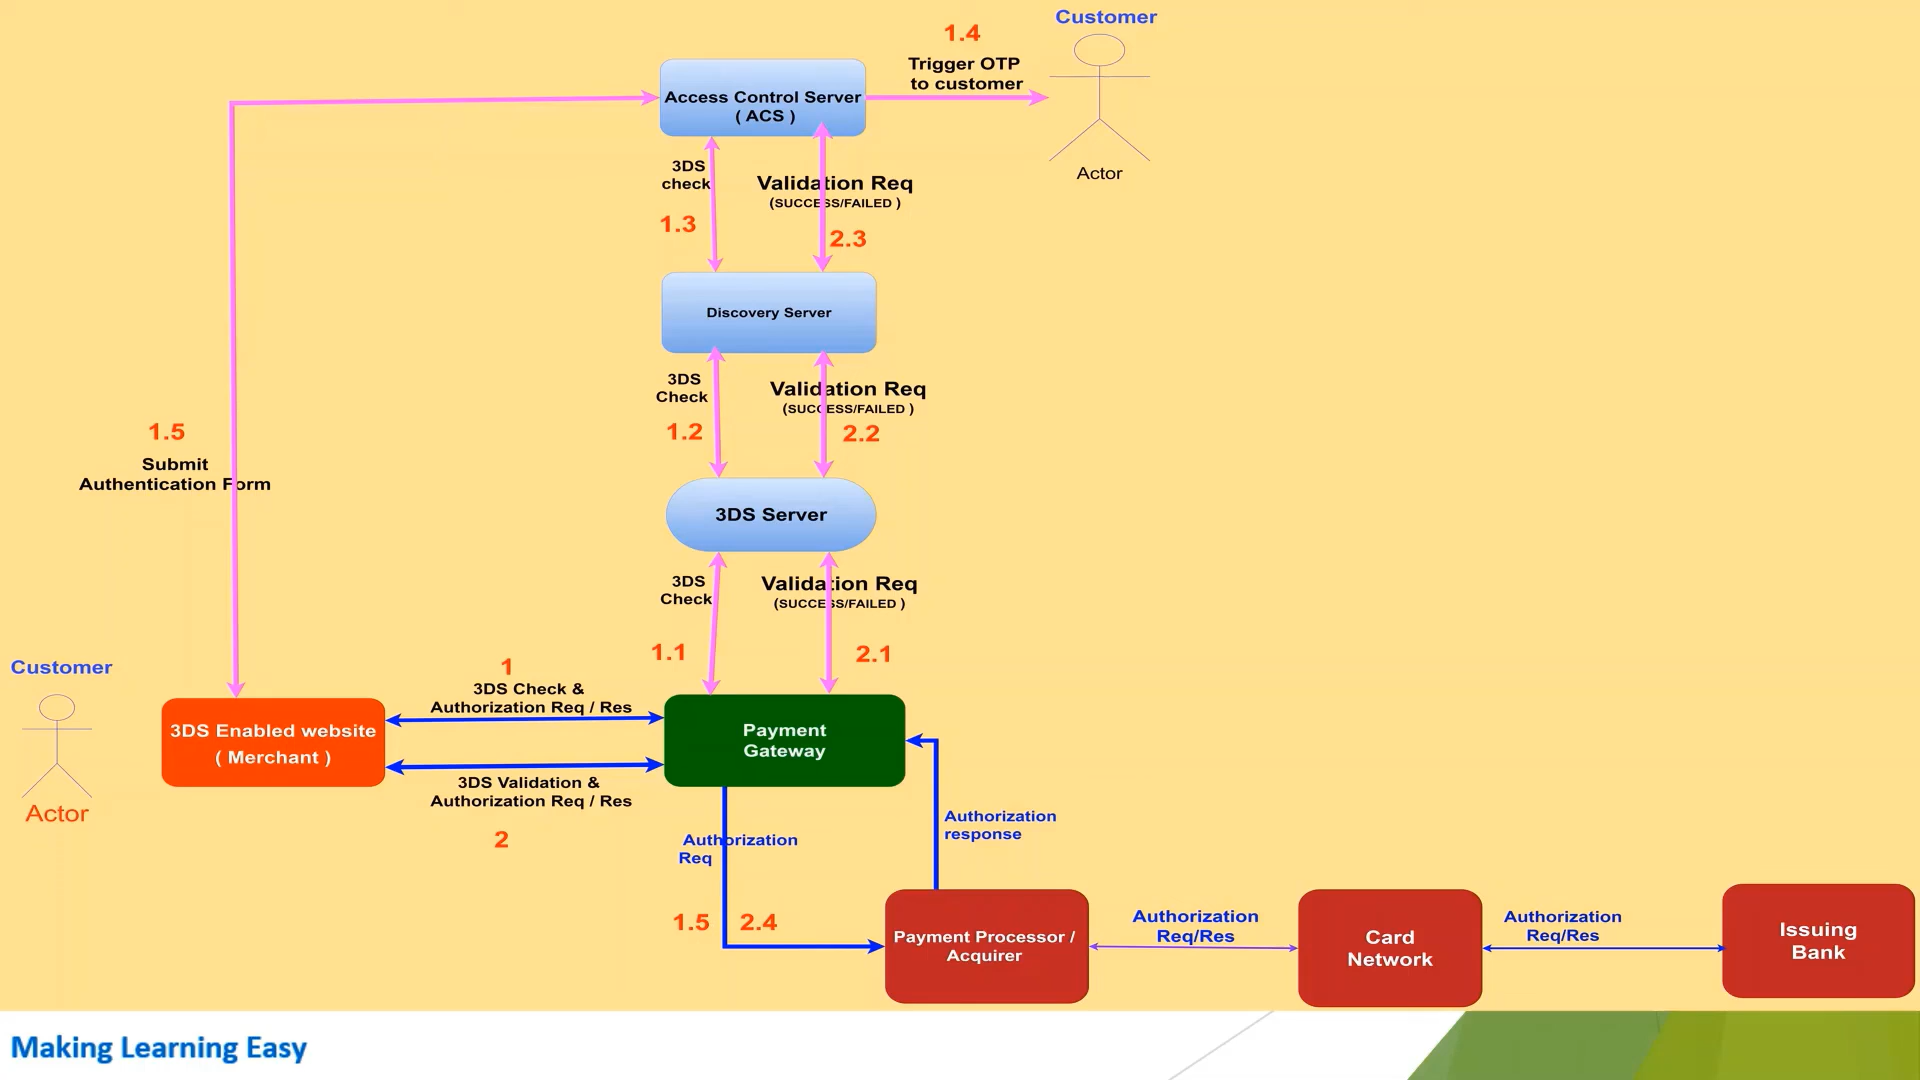 Customer
1.4
Trigger OTP
to customer
Access Control Server
( ACS )
Actor
3DS
check
Validation Req
(SUCCESS/FAILED )
1.3
2.3
Discovery Server
3DS
Check
Validation Req
(SUCCESS/FAILED )
1.2
2.2
1.5
Submit
Authentication Form
3DS Server
3DS
Check
Validation Req
(SUCCESS/FAILED )
1.1
2.1
Customer
Actor
3DS Enabled website
( Merchant )
1
3DS Check &
Authorization Req / Res
3DS Validation &
Authorization Req / Res
2
Payment
Gateway
Authorization
Req
Authorization
response
1.5
2.4
Payment Processor /
Acquirer
Authorization
Req/Res
Card
Network
Authorization
Req/Res
Issuing
Bank
Making Learning Easy